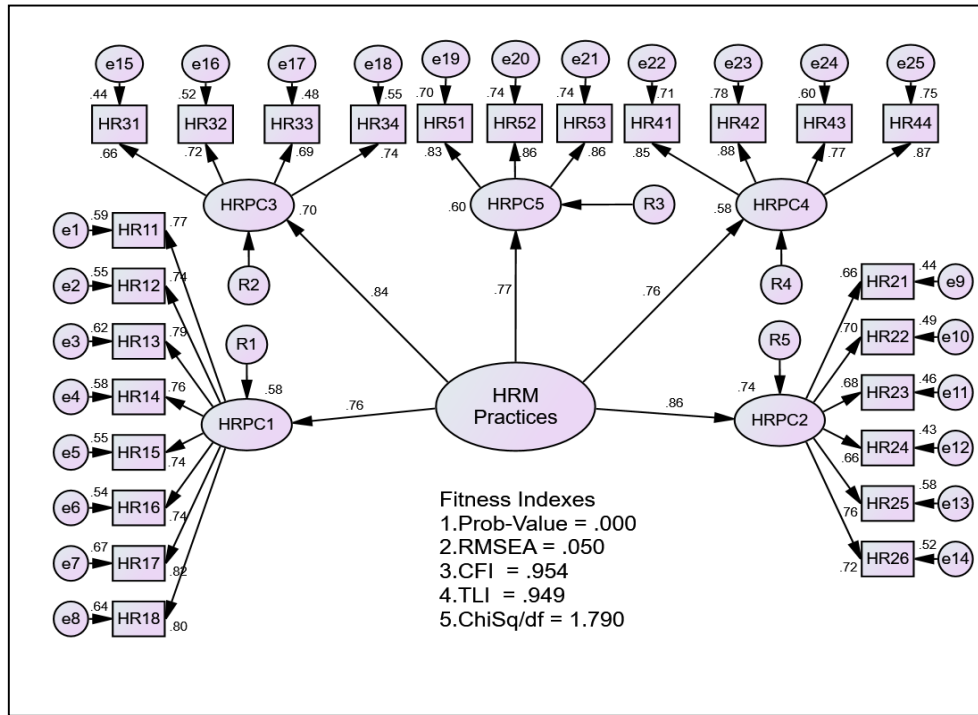 e15 e16 e17 e18 e19 e20 e21 e22 e23 e24 e25
.44 .52 .48 .55 .70 .74 .74 .71 .78 .60 .75
HR31 HR32 HR33 HR34 HR51 HR52 HR53 HR41 HR42 HR43 HR44
.66 .72 .69 .74 .83 .86 .86 .85 .88 .77 .87
HRPC3 .70 .60 HRPC5 R3 .58 HRPC4
e1 .59 HR11 .77
e2 .55 HR12 .74
e3 .62 HR13 .79
e4 .58 HR14 .76
e5 .55 HR15 .74
e6 .54 HR16 .74
e7 .67 HR17 .82
e8 .64 HR18 .80
R2
R1
.58
HRPC1
.84
.77
.76
R4
R5
.74
HRPC2
.76
HRM
Practices
.86
.66 HR21 .44 e9
.70 HR22 .49 e10
.68 HR23 .46 e11
.66 HR24 .43 e12
.76 HR25 .58 e13
.72 HR26 .52 e14
Fitness Indexes
1.Prob-Value = .000
2.RMSEA = .050
3.CFI = .954
4.TLI = .949
5.ChiSq/df = 1.790